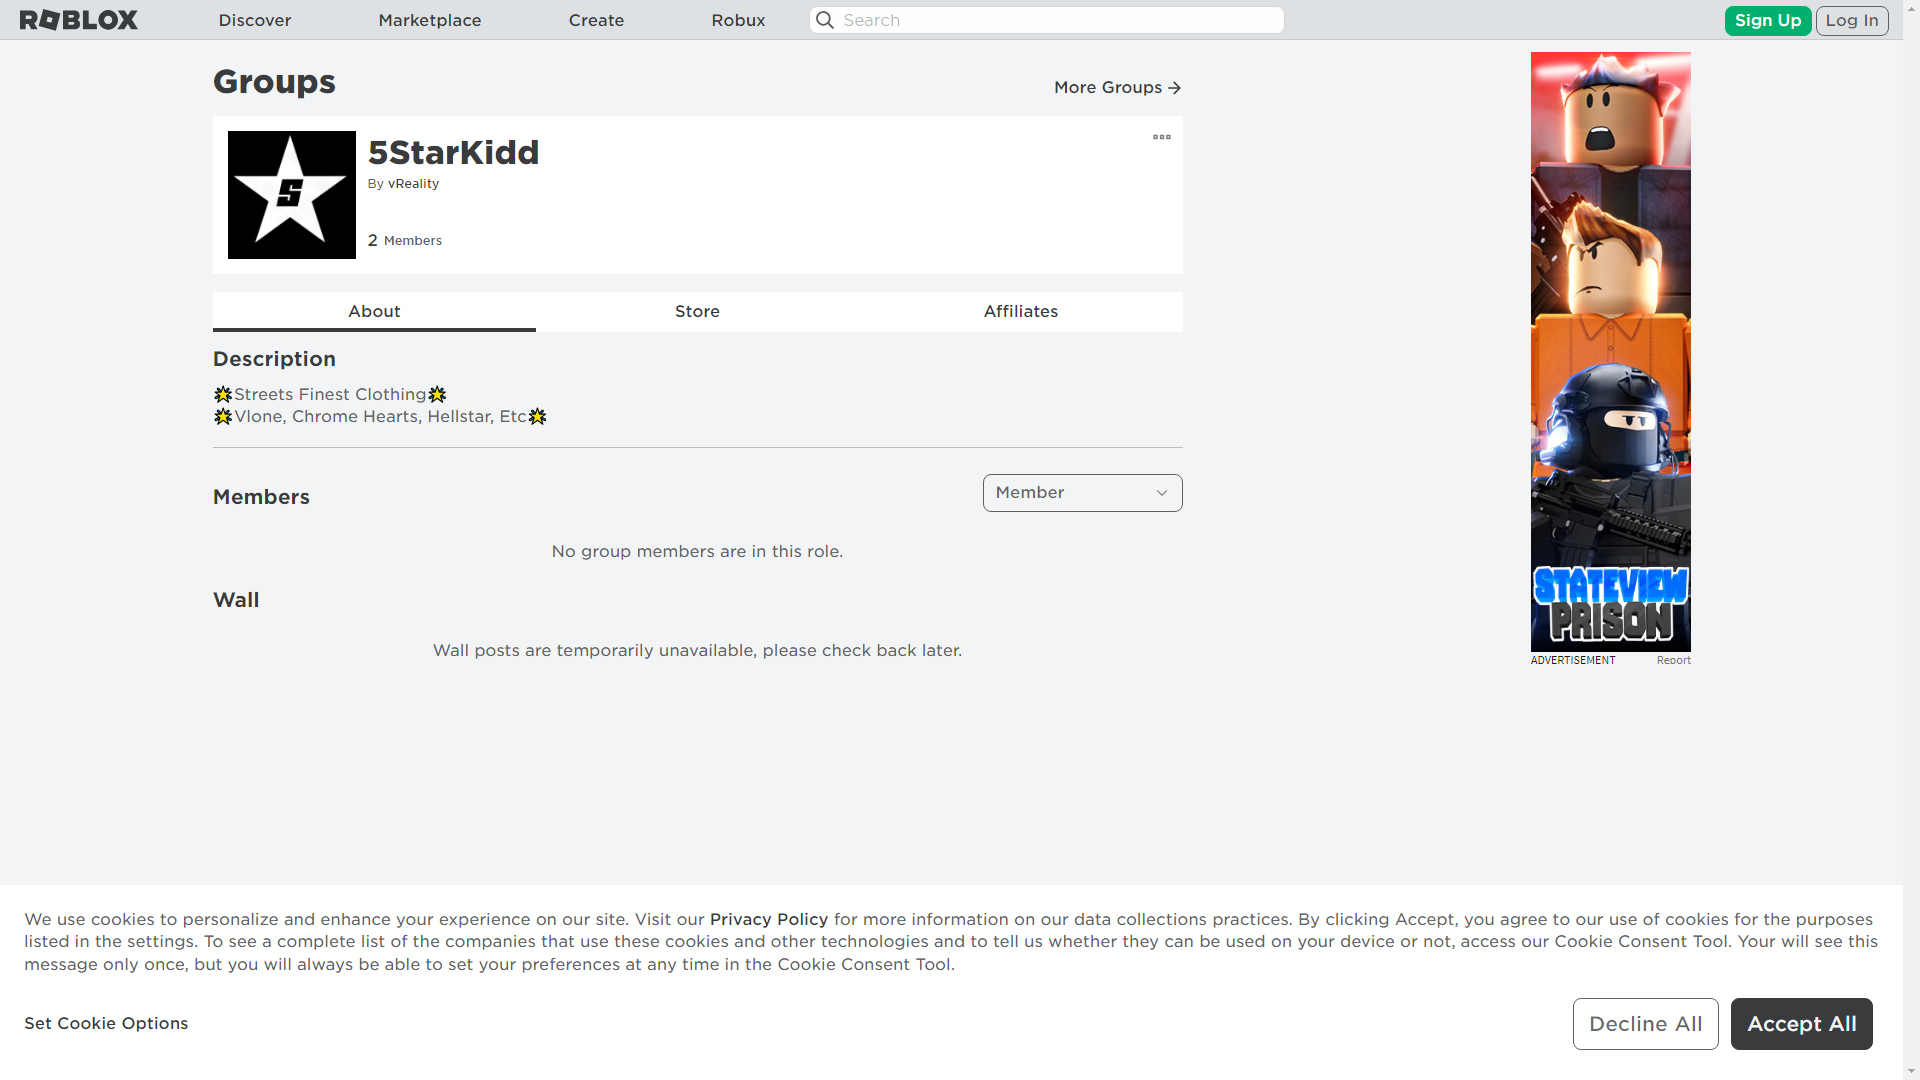 ROBLOX
Discover
Marketplace
Create
Robux
Search
Sign Up
Log In
Groups
More Groups →
5
5StarKidd
By vReality
2 Members
About
Store
Affiliates
Description
🌟Streets Finest Clothing🌟
🌟Vlone, Chrome Hearts, Hellstar, Etc🌟
Members
Member
No group members are in this role.
Wall
Wall posts are temporarily unavailable, please check back later.
STATEVIEW
PRISON
ADVERTISEMENT
Report
We use cookies to personalize and enhance your experience on our site. Visit our Privacy Policy for more information on our data collections practices. By clicking Accept, you agree to our use of cookies for the purposes
listed in the settings. To see a complete list of the companies that use these cookies and other technologies and to tell us whether they can be used on your device or not, access our Cookie Consent Tool. Your will see this
message only once, but you will always be able to set your preferences at any time in the Cookie Consent Tool.
Set Cookie Options
Decline All
Accept All